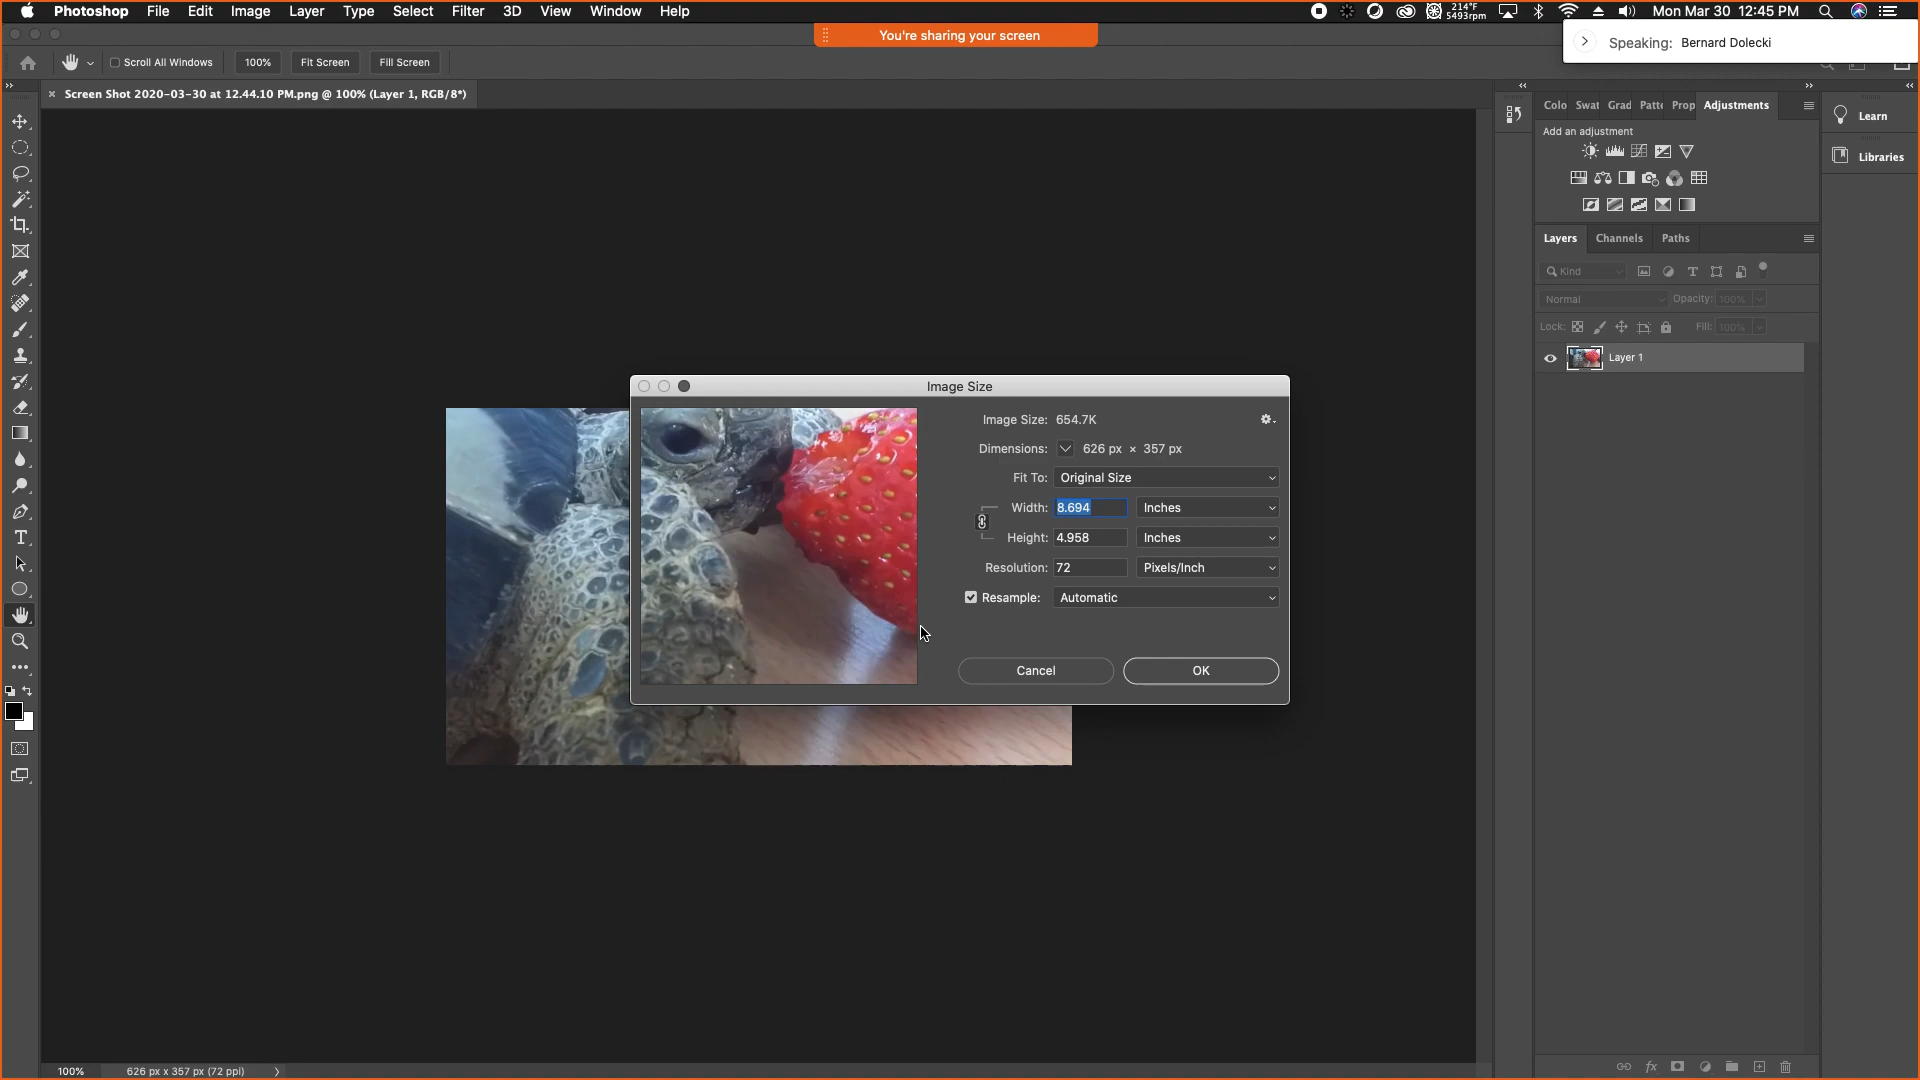 Photoshop File Edit Image Layer Type Select Filter 3D View Window Help 214°F 5493rpm Mon Mon Mar 30 12:45 PM
You're sharing your screen
Speaking: Bernard Dolecki
Scroll All Windows 100% Fit Screen Fill Screen
Screen Shot 2020-03-30 at 12.44.10 PM.png @ 100% (Layer 1, RGB/8*)
Colo Swat Grad Patte Prop Adjustments
Learn
Add an adjustment
Libraries
Layers Channels Paths
Kind
Normal Opacity: 100%
Lock: Fill: 100%
Layer 1
Image Size
Image Size: 654.7K
Dimensions: 626 px × 357 px
Fit To: Original Size
Width: 8.694 Inches
Height: 4.958 Inches
Resolution: 72 Pixels/Inch
Resample: Automatic
Cancel OK
100% 626 px x 357 px (72 ppi)